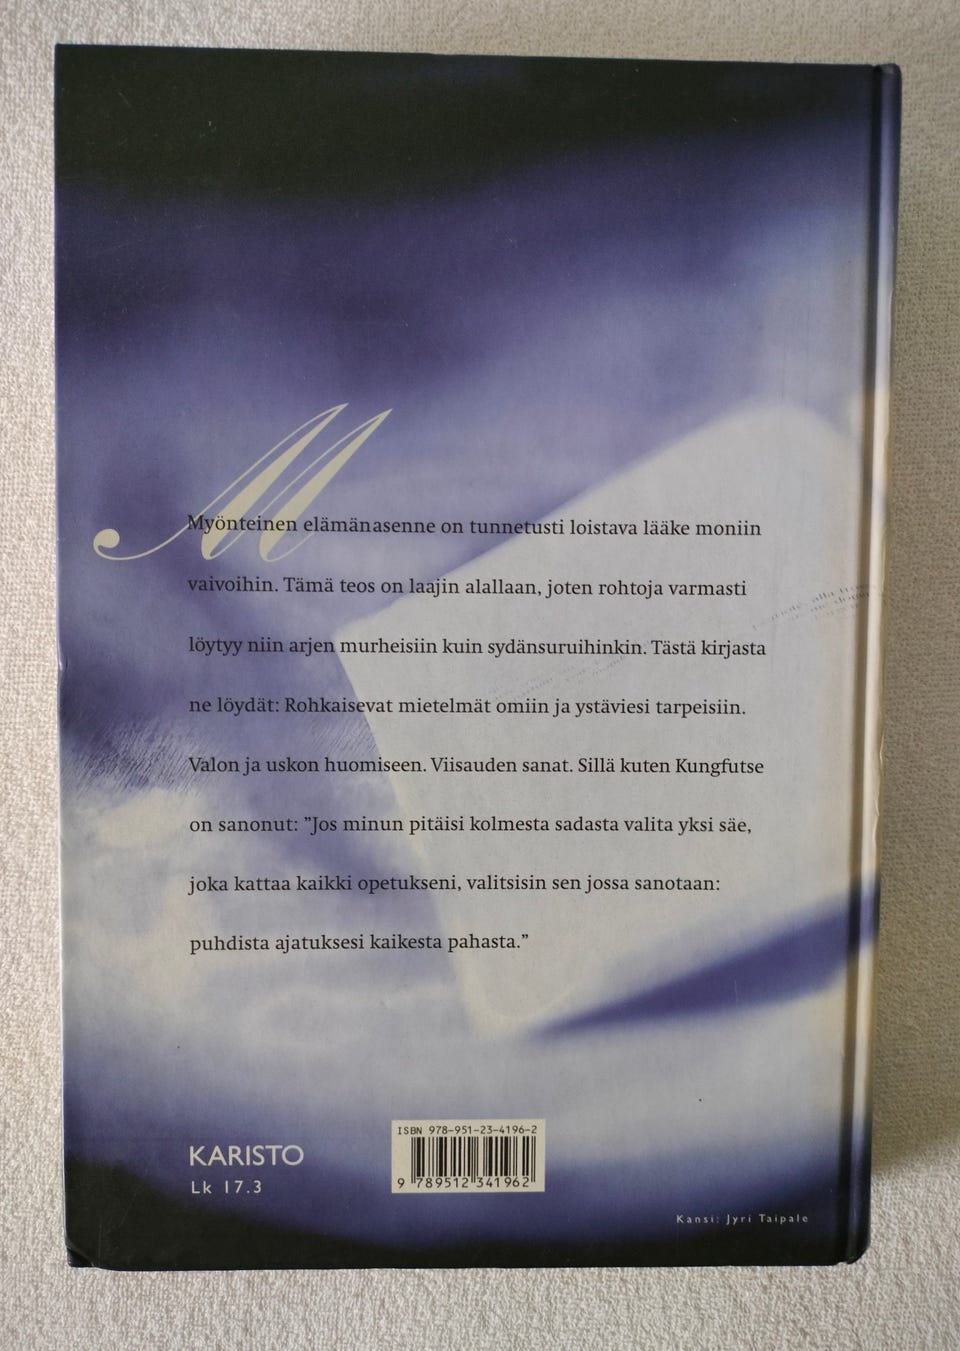 M
Myönteinen elämänasenne on tunnetusti loistava lääke moniin
vaivoihin. Tämä teos on laajin alallaan, joten rohtoja varmasti
löytyy niin arjen murheisiin kuin sydänsuruihinkin. Tästä kirjasta
ne löydät: Rohkaisevat mietelmät omiin ja ystäviesi tarpeisiin.
Valon ja uskon huomiseen. Viisauden sanat. Sillä kuten Kungfutse
on sanonut: ”Jos minun pitäisi kolmesta sadasta valita yksi säe,
joka kattaa kaikki opetukseni, valitsisin sen jossa sanotaan:
puhdista ajatuksesi kaikesta pahasta.”
KARISTO
Lk 17.3
ISBN 978-951-23-4196-2
9 789512 341962
Kansi: Jyri Taipale